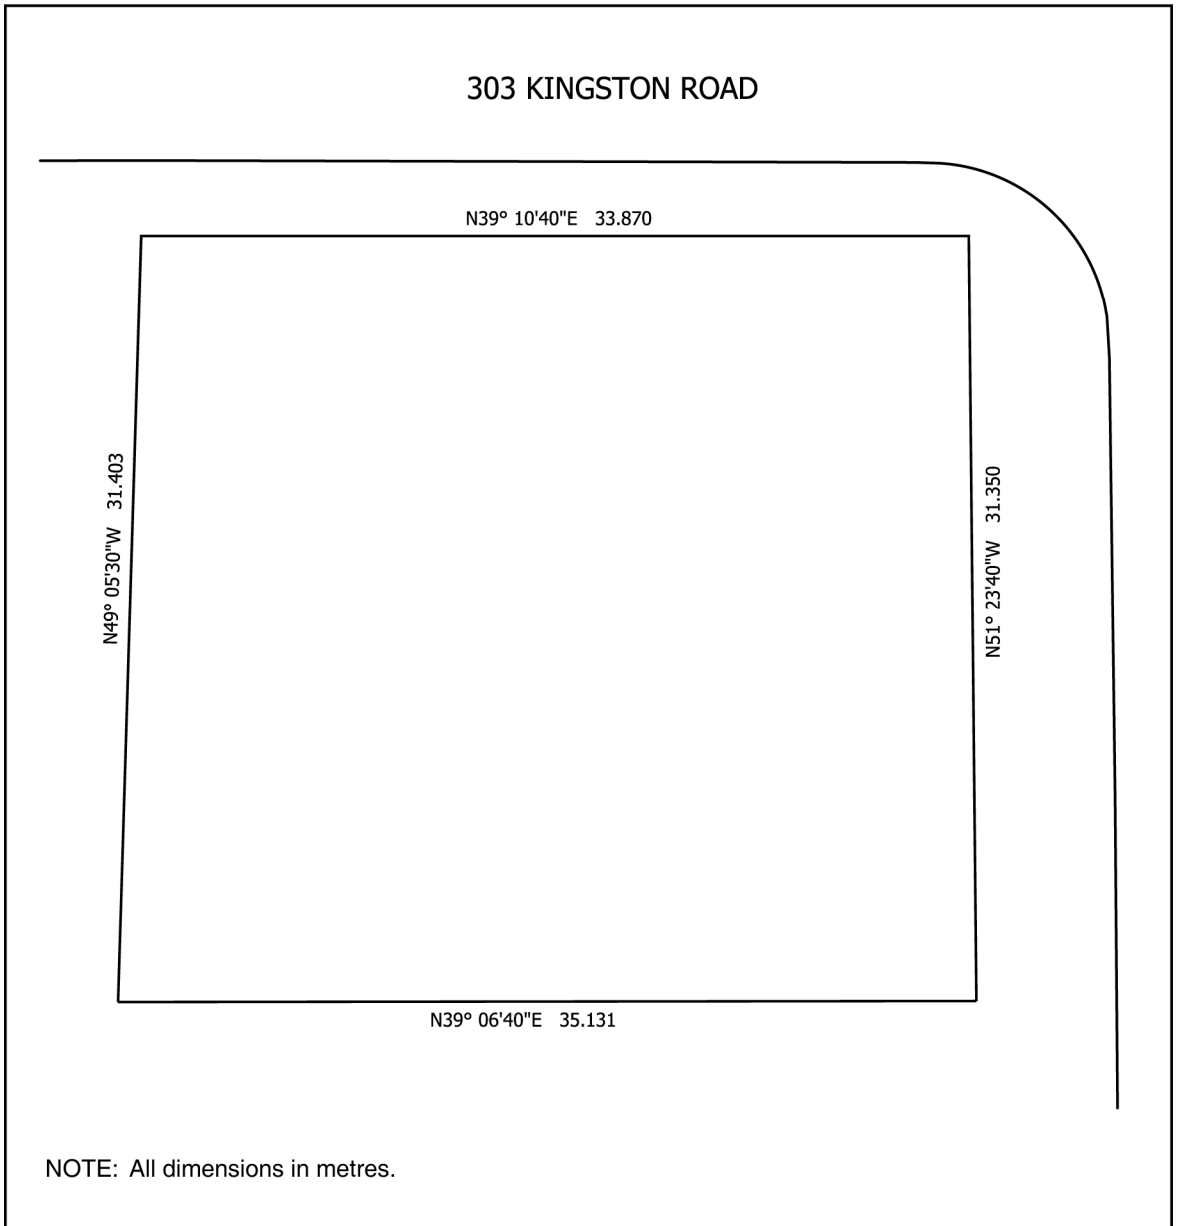 303 KINGSTON ROAD
N39° 10'40"E 33.870
N49° 05'30"W 31.403
N51° 23'40"W 31.350
N39° 06'40"E 35.131
NOTE: All dimensions in metres.